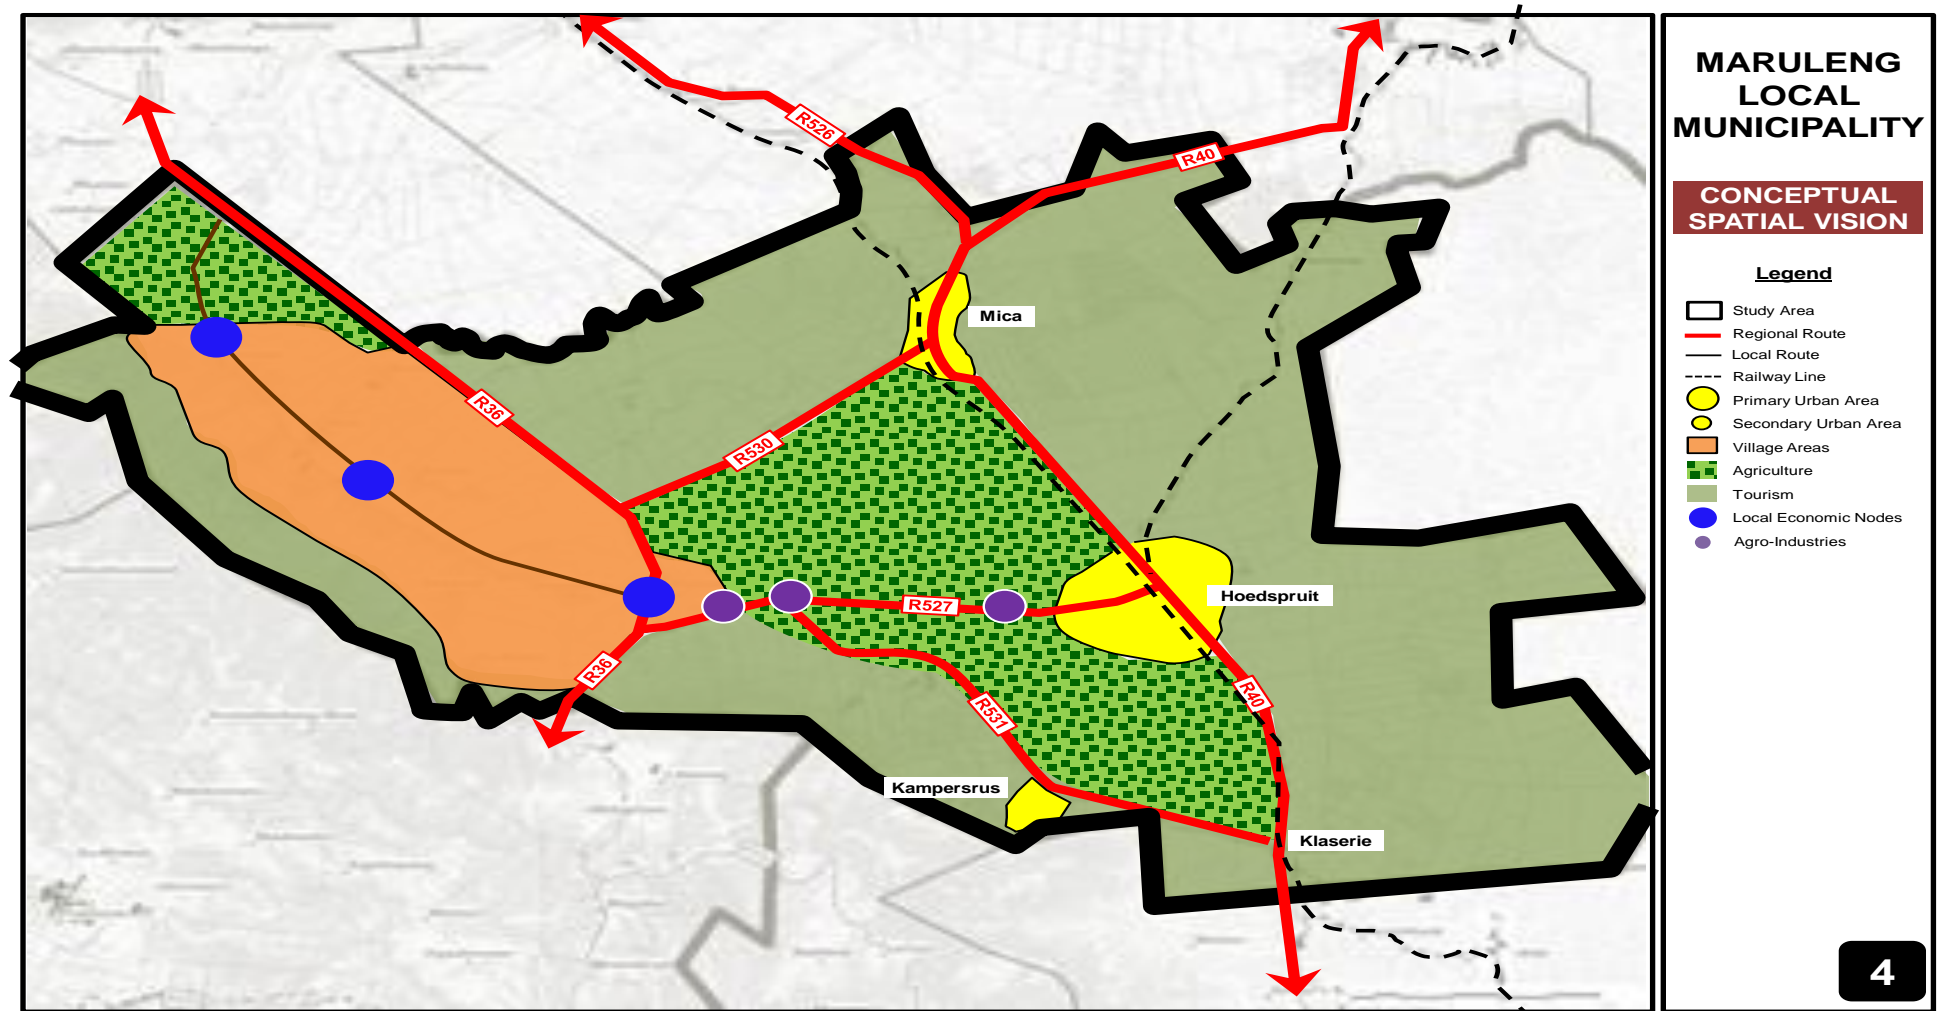 MARULENG
LOCAL
MUNICIPALITY
CONCEPTUAL
SPATIAL VISION
Legend
Study Area
Regional Route
Local Route
Railway Line
Primary Urban Area
Secondary Urban Area
Village Areas
Agriculture
Tourism
Local Economic Nodes
Agro-Industries
4
R526
R40
Mica
R36
R530
Hoedspruit
R527
R36
R40
R531
Kampersrus
Klaserie